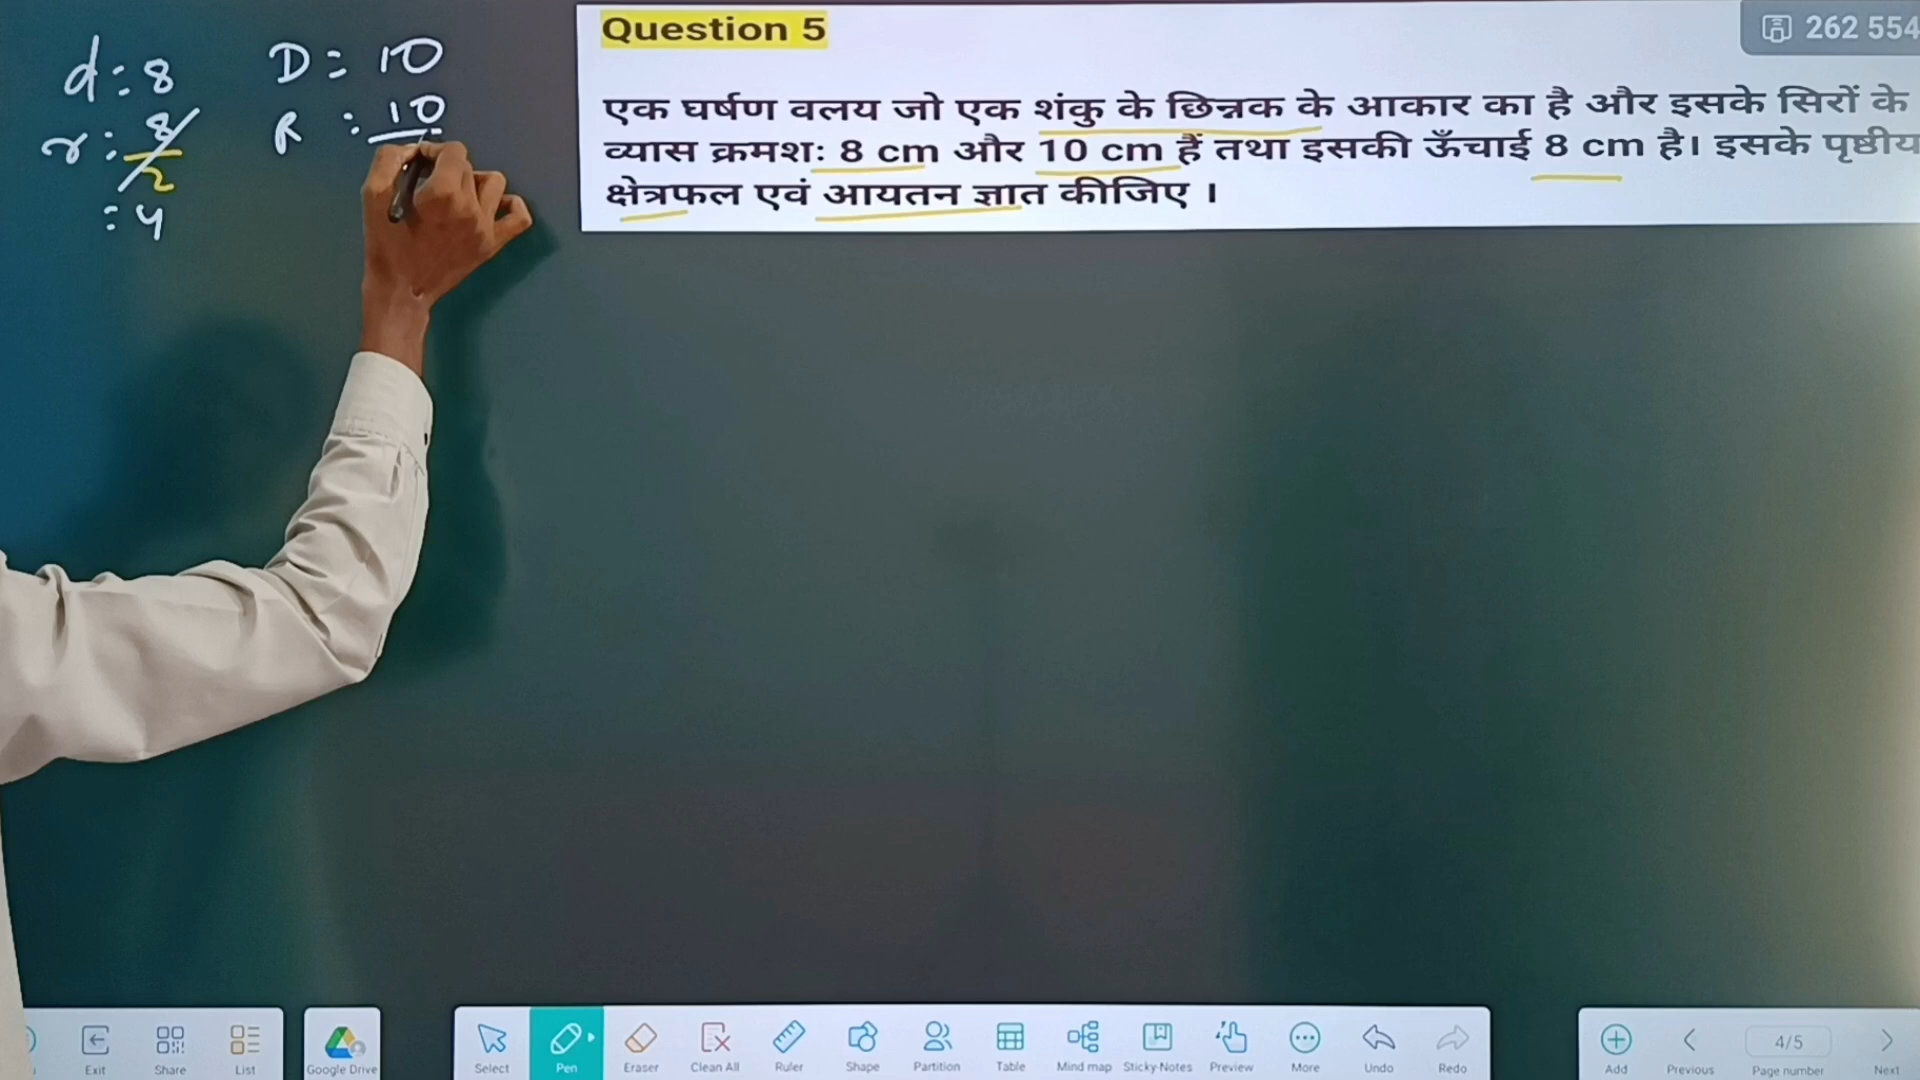 d = 8
r = 8/2
= 4
D = 10
R = 10
Question 5
262 554
एक घर्षण वलय जो एक शंकु के छिन्नक के आकार का है और इसके सिरों के
व्यास क्रमशः 8 cm और 10 cm हैं तथा इसकी ऊँचाई 8 cm है। इसके पृष्ठीय
क्षेत्रफल एवं आयतन ज्ञात कीजिए ।
Exit Share List Google Drive Select Pen Eraser Clean All Ruler Shape Partition Table Mind map Sticky-Notes Preview More Undo Redo Add Previous 4/5 Page number Next